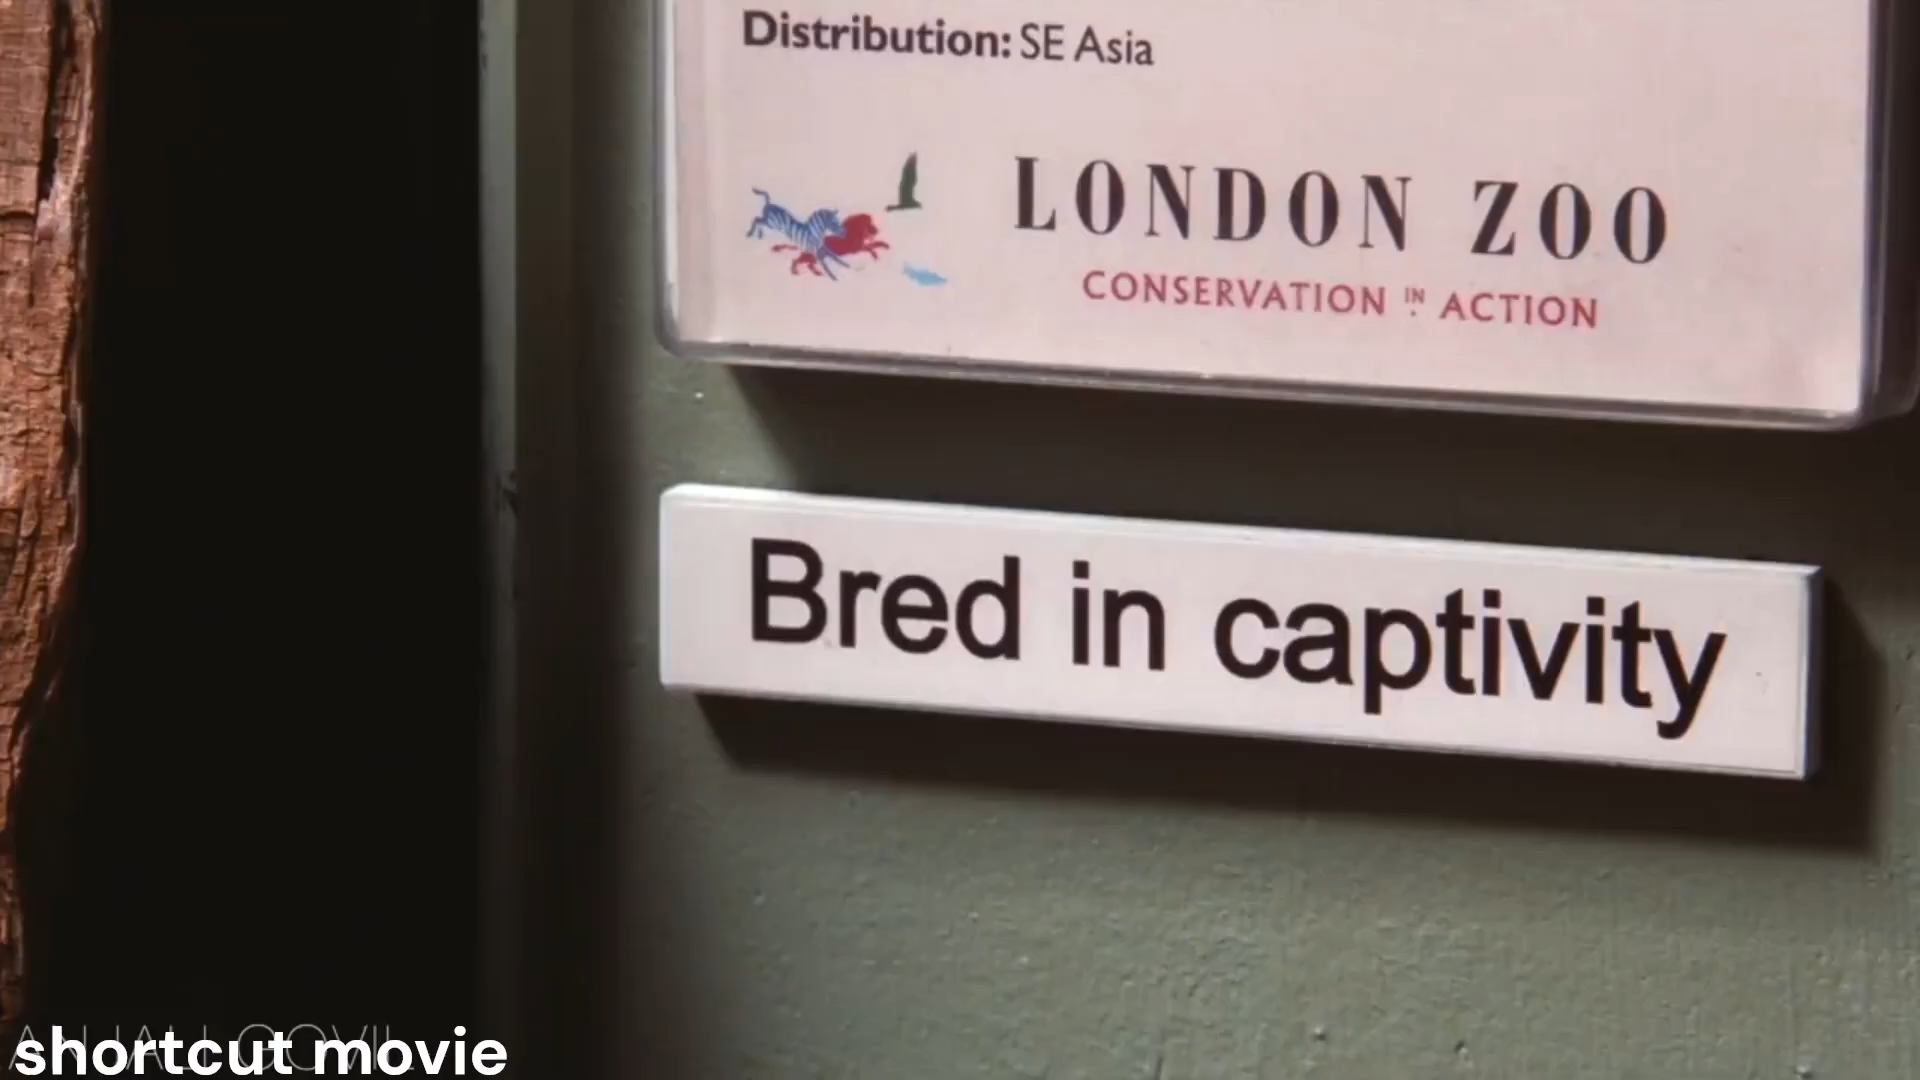 Distribution: SE Asia
LONDON ZOO
CONSERVATION IN ACTION
Bred in captivity
shortcut movie